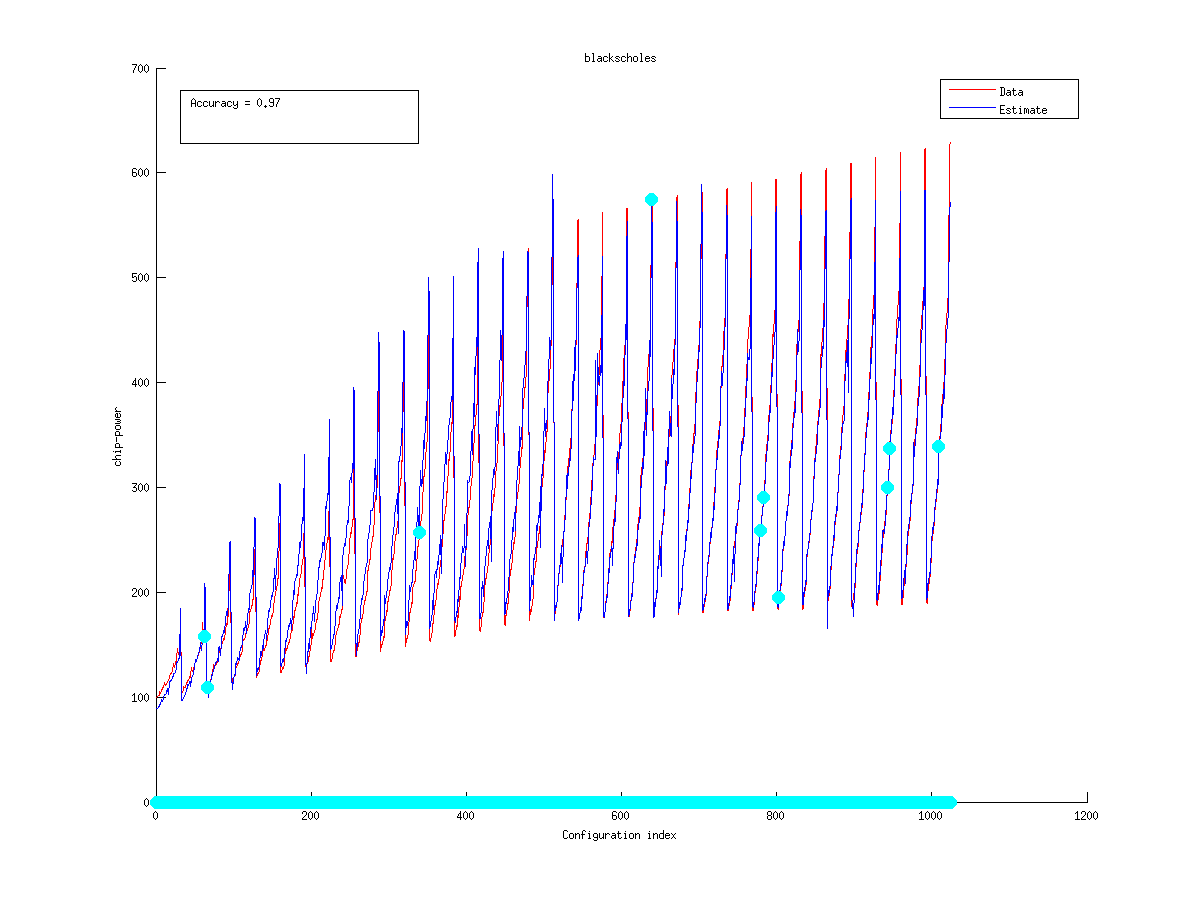 blackscholes
700
Accuracy = 0.97
Data
Estimate
600
500
400
chip-power
300
200
100
0
0 200 400 600 800 1000 1200
Configuration index